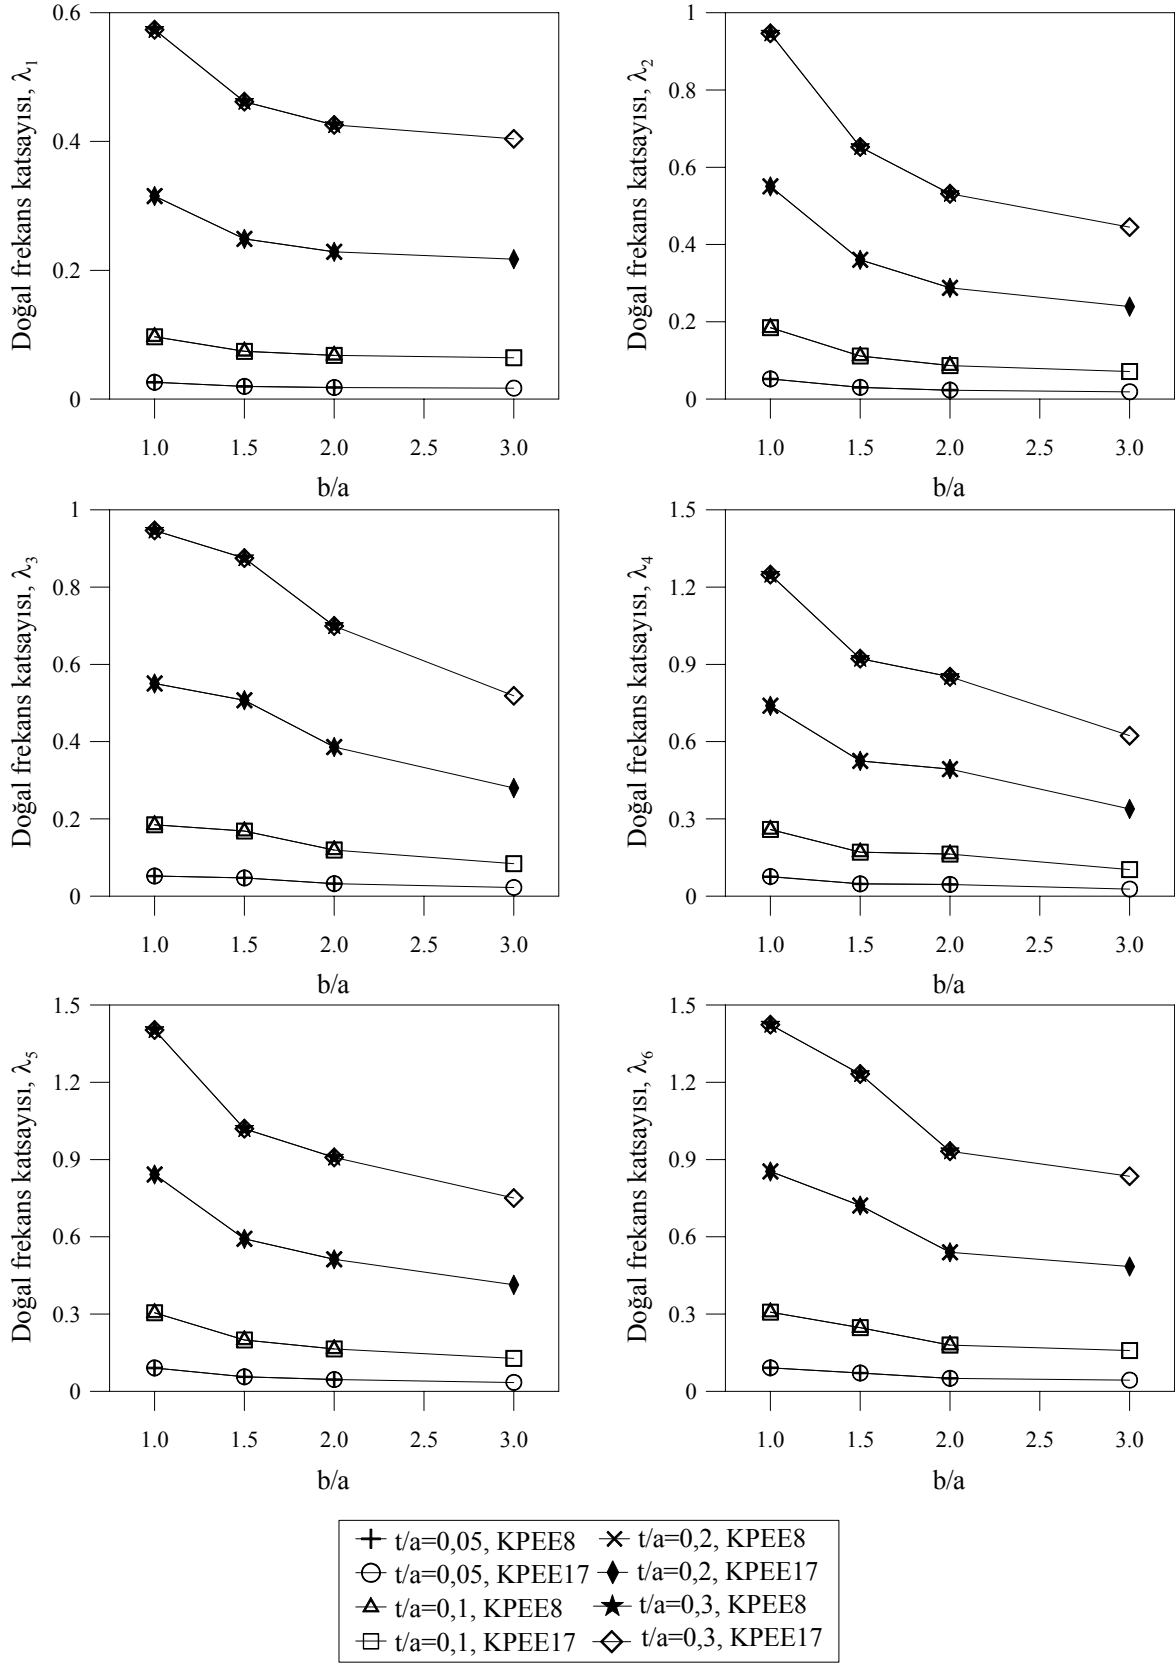 Doğal frekans katsayısı, λ₁
0.6
0.4
0.2
0
1.0 1.5 2.0 2.5 3.0
b/a
Doğal frekans katsayısı, λ₂
1
0.8
0.6
0.4
0.2
0
1.0 1.5 2.0 2.5 3.0
b/a
Doğal frekans katsayısı, λ₃
1
0.8
0.6
0.4
0.2
0
1.0 1.5 2.0 2.5 3.0
b/a
Doğal frekans katsayısı, λ₄
1.5
1.2
0.9
0.6
0.3
0
1.0 1.5 2.0 2.5 3.0
b/a
Doğal frekans katsayısı, λ₅
1.5
1.2
0.9
0.6
0.3
0
1.0 1.5 2.0 2.5 3.0
b/a
Doğal frekans katsayısı, λ₆
1.5
1.2
0.9
0.6
0.3
0
1.0 1.5 2.0 2.5 3.0
b/a
t/a=0,05, KPEE8
t/a=0,05, KPEE17
t/a=0,1, KPEE8
t/a=0,1, KPEE17
t/a=0,2, KPEE8
t/a=0,2, KPEE17
t/a=0,3, KPEE8
t/a=0,3, KPEE17